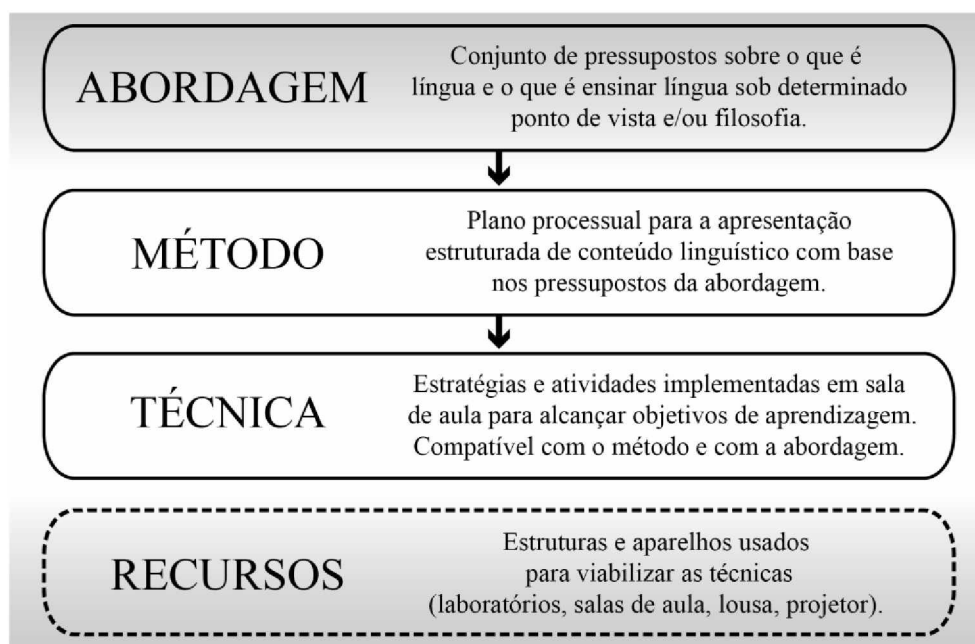 ABORDAGEM
Conjunto de pressupostos sobre o que é
língua e o que é ensinar língua sob determinado
ponto de vista e/ou filosofia.
MÉTODO
Plano processual para a apresentação
estruturada de conteúdo linguístico com base
nos pressupostos da abordagem.
TÉCNICA
Estratégias e atividades implementadas em sala
de aula para alcançar objetivos de aprendizagem.
Compatível com o método e com a abordagem.
RECURSOS
Estruturas e aparelhos usados
para viabilizar as técnicas
(laboratórios, salas de aula, lousa, projetor).